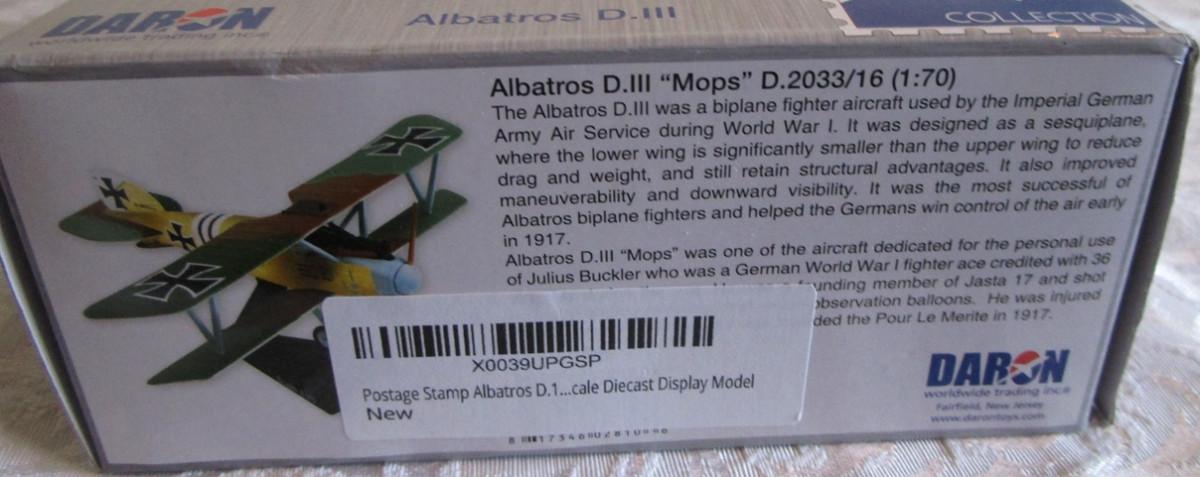 DARON
worldwide trading inc®
Albatros D.III
COLLECTION
Albatros D.III “Mops” D.2033/16 (1:70)
The Albatros D.III was a biplane fighter aircraft used by the Imperial German
Army Air Service during World War I. It was designed as a sesquiplane,
where the lower wing is significantly smaller than the upper wing to reduce
drag and weight, and still retain structural advantages. It also improved
maneuverability and downward visibility. It was the most successful of
Albatros biplane fighters and helped the Germans win control of the air early
in 1917.
Albatros D.III “Mops” was one of the aircraft dedicated for the personal use
of Julius Buckler who was a German World War I fighter ace credited with 36
member of Jasta 17 and shot
observation balloons. He was injured
the Pour Le Merite in 1917.
X0039UPGSP
Postage Stamp Albatros D.1...cale Diecast Display Model
New
DARON
worldwide trading inc®
Fairfield, New Jersey
www.darontoys.com